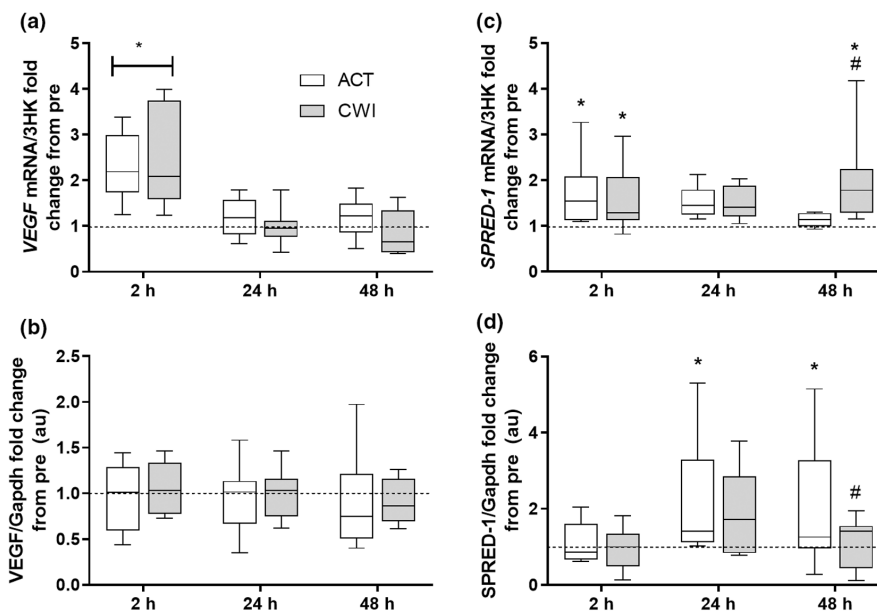 (a)
*
5
4
3
2
1
0
VEGF mRNA/3HK fold
change from pre
ACT
CWI
2 h
24 h
48 h
(c)
*
*
*
#
5
4
3
2
1
0
SPRED-1 mRNA/3HK fold
change from pre
2 h
24 h
48 h
(b)
2.5
2.0
1.5
1.0
0.5
0.0
VEGF/Gapdh fold change
from pre (au)
2 h
24 h
48 h
(d)
*
*
#
6
4
2
0
SPRED-1/Gapdh fold change
from pre (au)
2 h
24 h
48 h